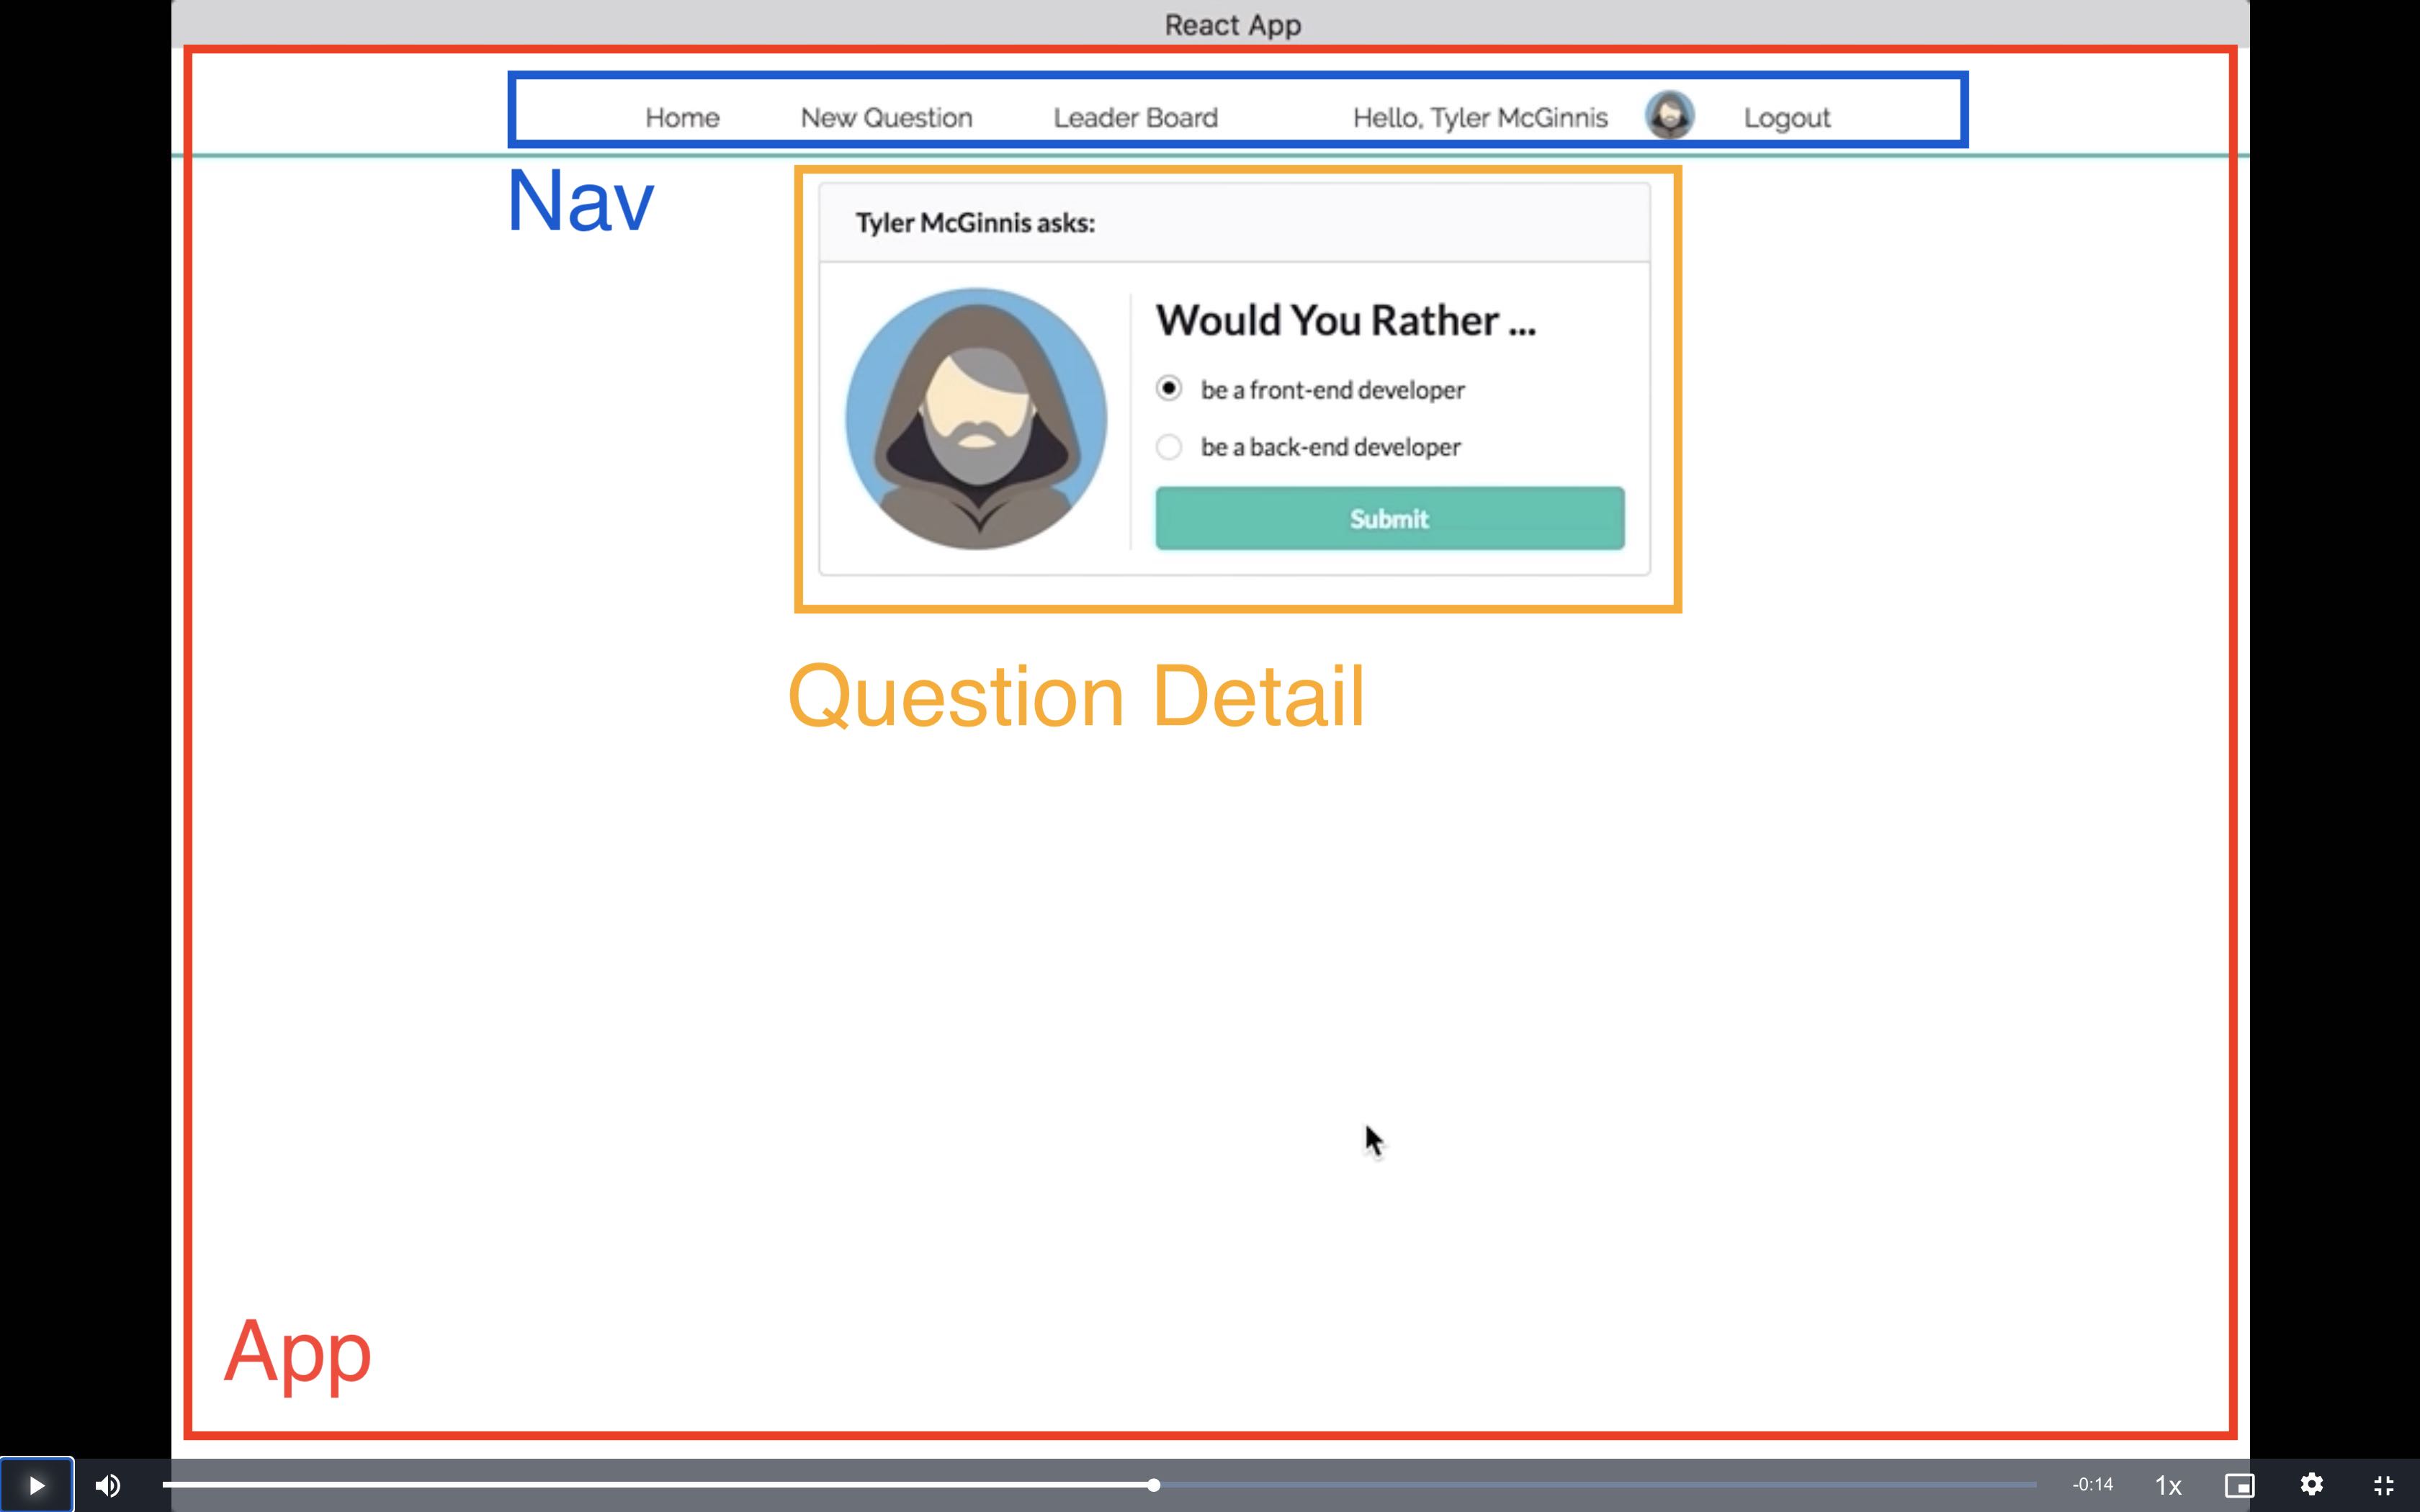 React App
Home New Question Leader Board Hello, Tyler McGinnis Logout
Nav
Tyler McGinnis asks:
Would You Rather ...
be a front-end developer
be a back-end developer
Submit
Question Detail
App
-0:14 1x